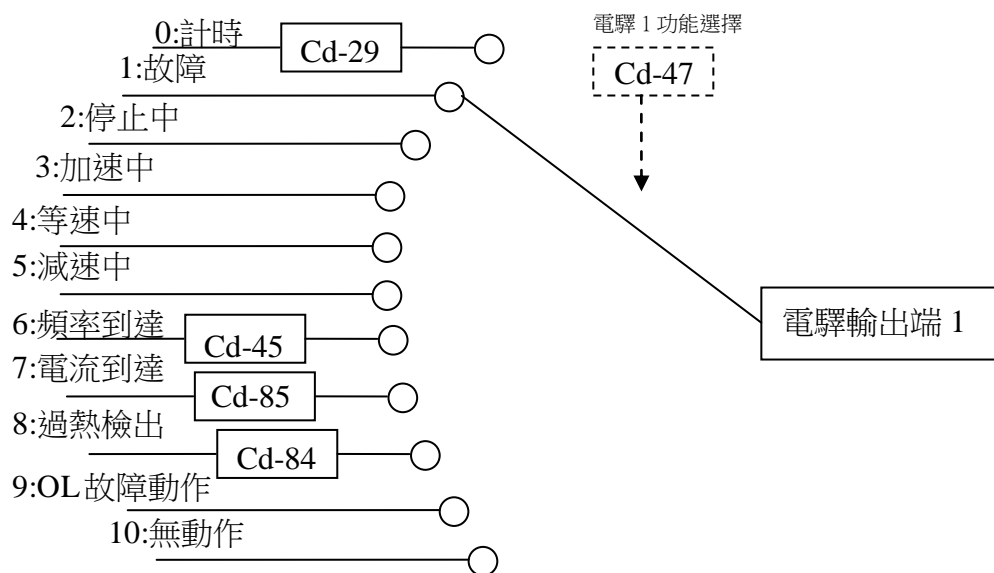 0:計時
Cd-29
電驛 1 功能選擇
Cd-47
1:故障
2:停止中
3:加速中
4:等速中
5:減速中
6:頻率到達
Cd-45
電驛輸出端 1
7:電流到達
Cd-85
8:過熱檢出
Cd-84
9:OL 故障動作
10:無動作